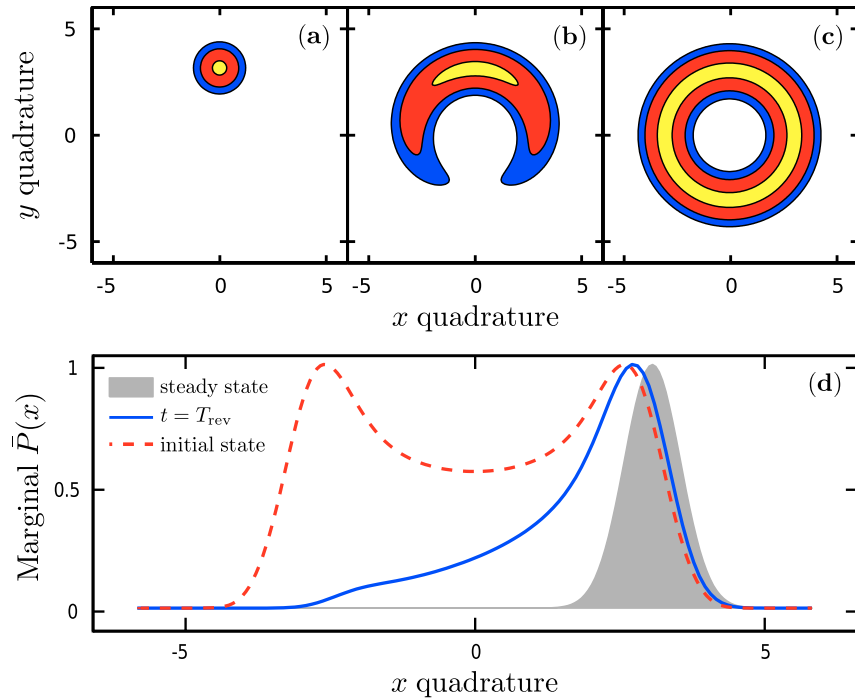 (a) (b) (c)
y quadrature
5
0
-5
-5 0 5 -5 0 5 -5 0 5
x quadrature
(d)
Marginal P̄(x)
1
0.5
0
steady state
t = T_rev
initial state
-5 0 5
x quadrature